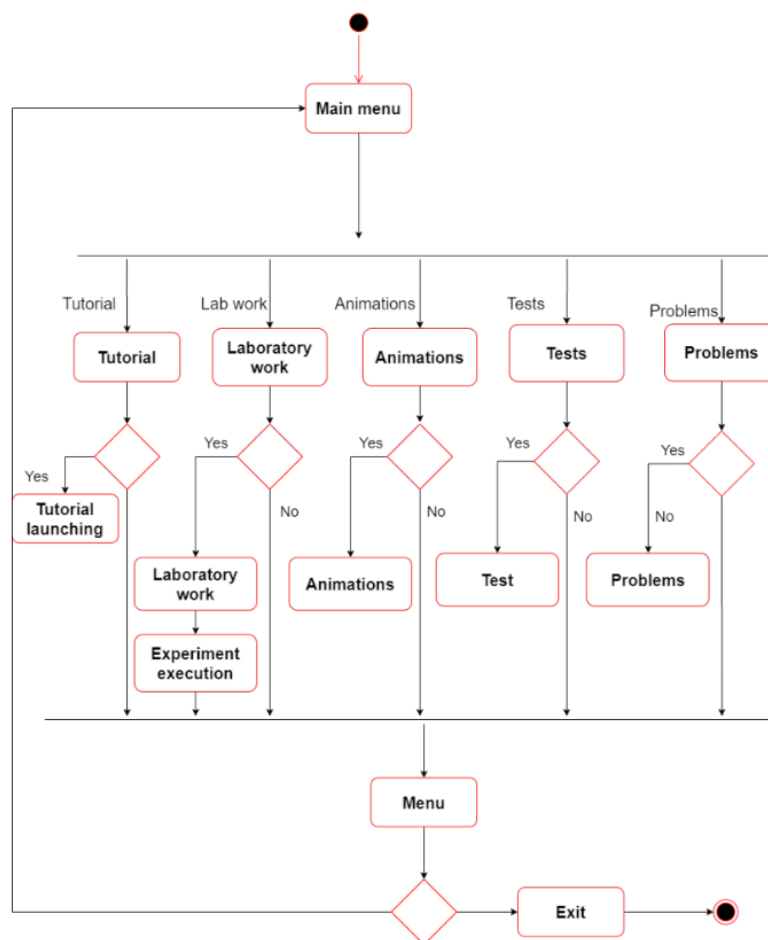 Main menu
Tutorial
Lab work
Animations
Tests
Problems
Tutorial
Laboratory
work
Animations
Tests
Problems
Yes
Yes
Yes
Yes
Yes
Tutorial
launching
No
No
No
No
Laboratory
work
Animations
Test
Problems
Experiment
execution
Menu
Exit